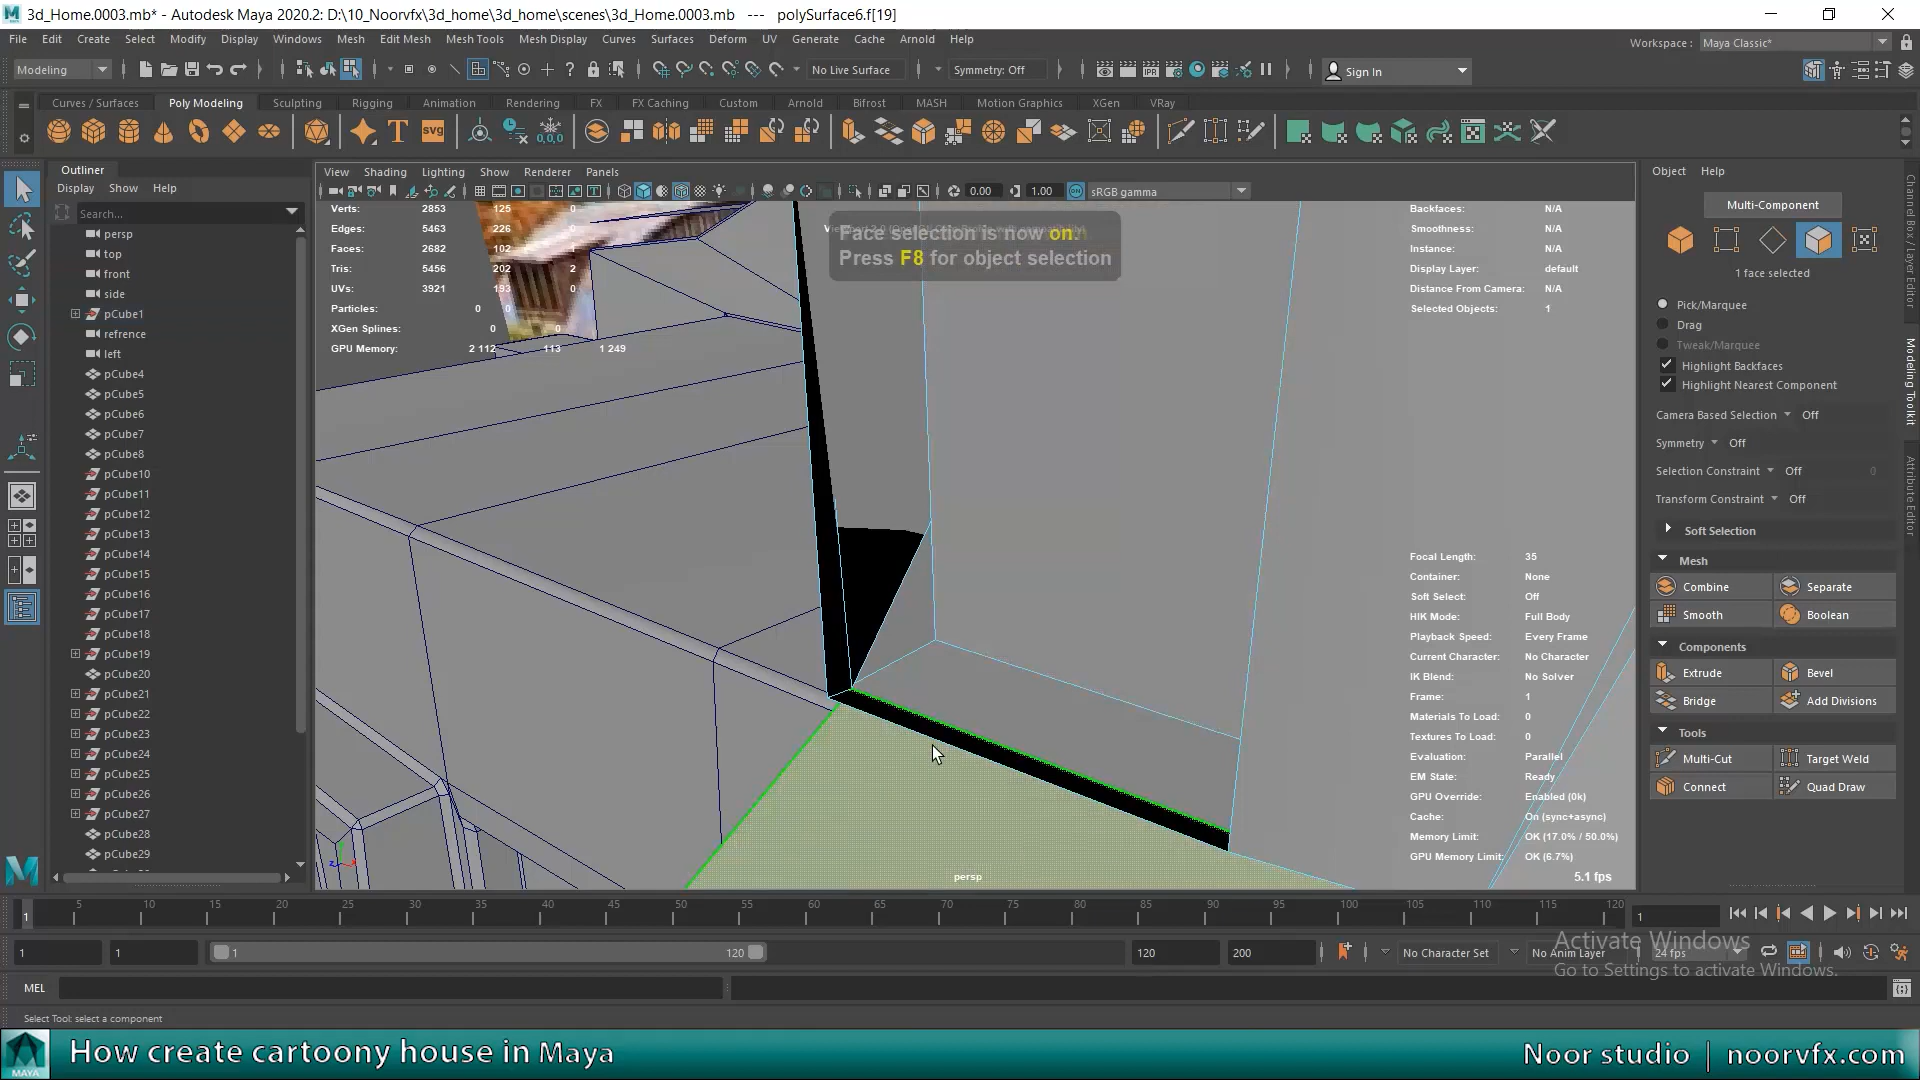 3d_Home.0003.mb* - Autodesk Maya 2020.2: D:\10_Noorvfx\3d_home\3d_home\scenes\3d_Home.0003.mb   ---   polySurface6.f[19]
File Edit Create Select Modify Display Windows Mesh Edit Mesh Mesh Tools Mesh Display Curves Surfaces Deform UV Generate Cache Arnold Help
Workspace : Maya Classic*
Modeling No Live Surface Symmetry: Off Sign In
Curves / Surfaces Poly Modeling Sculpting Rigging Animation Rendering FX FX Caching Custom Arnold Bifrost MASH Motion Graphics XGen VRay
SVG
0,0,0
Outliner
Display Show Help
Search...
persp
top
front
side
pCube1
refrence
left
pCube4
pCube5
pCube6
pCube7
pCube8
pCube10
pCube11
pCube12
pCube13
pCube14
pCube15
pCube16
pCube17
pCube18
pCube19
pCube20
pCube21
pCube22
pCube23
pCube24
pCube25
pCube26
pCube27
pCube28
pCube29
View Shading Lighting Show Renderer Panels
0.00 1.00 sRGB gamma
Verts: 2853 125 0
Edges: 5463 226 0
Faces: 2682 102 1
Tris: 5456 202 2
UVs: 3921 193 0
Particles: 0 0
XGen Splines: 0 0
GPU Memory: 2 112 113 1 249
Face selection is now on.
Press F8 for object selection
Backfaces: N/A
Smoothness: N/A
Instance: N/A
Display Layer: default
Distance From Camera: N/A
Selected Objects: 1
Focal Length: 35
Container: None
Soft Select: Off
HIK Mode: Full Body
Playback Speed: Every Frame
Current Character: No Character
IK Blend: No Solver
Frame: 1
Materials To Load: 0
Textures To Load: 0
Evaluation: Parallel
EM State: Ready
GPU Override: Enabled (0k)
Cache: On (sync+async)
Memory Limit: OK (17.0% / 50.0%)
GPU Memory Limit: OK (6.7%)
5.1 fps
persp
Object Help
Multi-Component
1 face selected
Pick/Marquee
Drag
Tweak/Marquee
Highlight Backfaces
Highlight Nearest Component
Camera Based Selection Off
Symmetry Off
Selection Constraint Off 0
Transform Constraint Off
Soft Selection
Mesh
Combine Separate
Smooth Boolean
Components
Extrude Bevel
Bridge Add Divisions
Tools
Multi-Cut Target Weld
Connect Quad Draw
Channel Box / Layer Editor
Modeling Toolkit
Attribute Editor
1 5 10 15 20 25 30 35 40 45 50 55 60 65 70 75 80 85 90 95 100 105 110 115 120
1
1 1 1 120 120 200 No Character Set No Anim Layer 24 fps
Activate Windows
Go to Settings to activate Windows.
MEL
Select Tool: select a component
MAYA
How create cartoony house in Maya
Noor studio | noorvfx.com